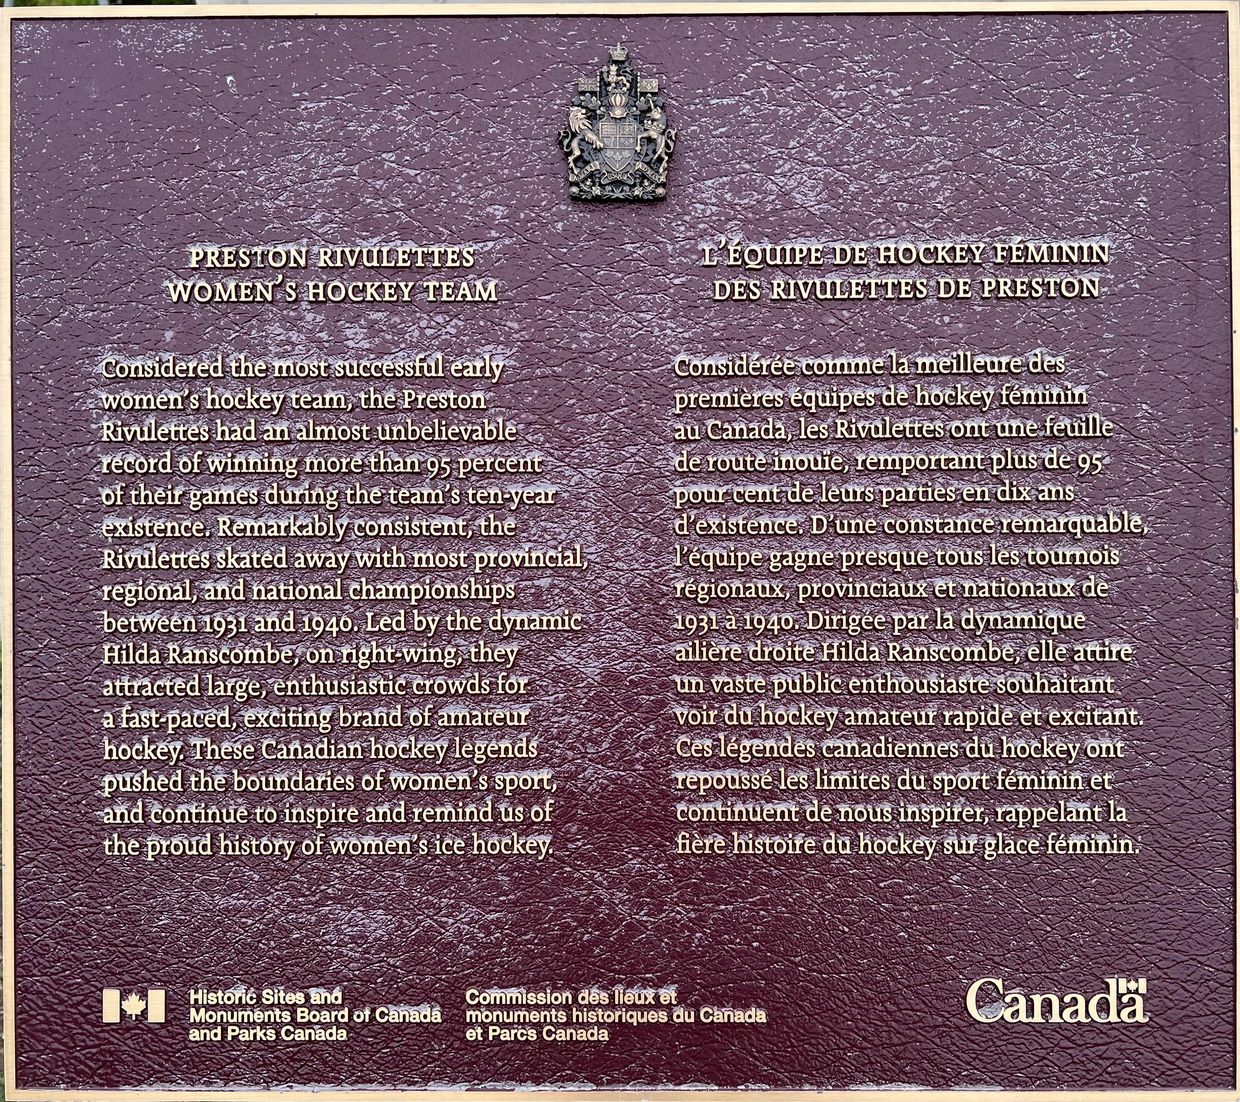 PRESTON RIVULETTES
WOMEN'S HOCKEY TEAM
Considered the most successful early
women's hockey team, the Preston
Rivulettes had an almost unbelievable
record of winning more than 95 percent
of their games during the team's ten-year
existence. Remarkably consistent, the
Rivulettes skated away with most provincial,
regional, and national championships
between 1931 and 1940. Led by the dynamic
Hilda Ranscombe, on right-wing, they
attracted large, enthusiastic crowds for
a fast-paced, exciting brand of amateur
hockey. These Canadian hockey legends
pushed the boundaries of women's sport,
and continue to inspire and remind us of
the proud history of women's ice hockey.
L'ÉQUIPE DE HOCKEY FÉMININ
DES RIVULETTES DE PRESTON
Considérée comme la meilleure des
premières équipes de hockey féminin
au Canada, les Rivulettes ont une feuille
de route inouïe, remportant plus de 95
pour cent de leurs parties en dix ans
d'existence. D'une constance remarquable,
l'équipe gagne presque tous les tournois
régionaux, provinciaux et nationaux de
1931 à 1940. Dirigée par la dynamique
ailière droite Hilda Ranscombe, elle attire
un vaste public enthousiaste souhaitant
voir du hockey amateur rapide et excitant.
Ces légendes canadiennes du hockey ont
repoussé les limites du sport féminin et
continuent de nous inspirer, rappelant la
fière histoire du hockey sur glace féminin.
Historic Sites and
Monuments Board of Canada
and Parks Canada
Commission des lieux et
monuments historiques du Canada
et Parcs Canada
Canada